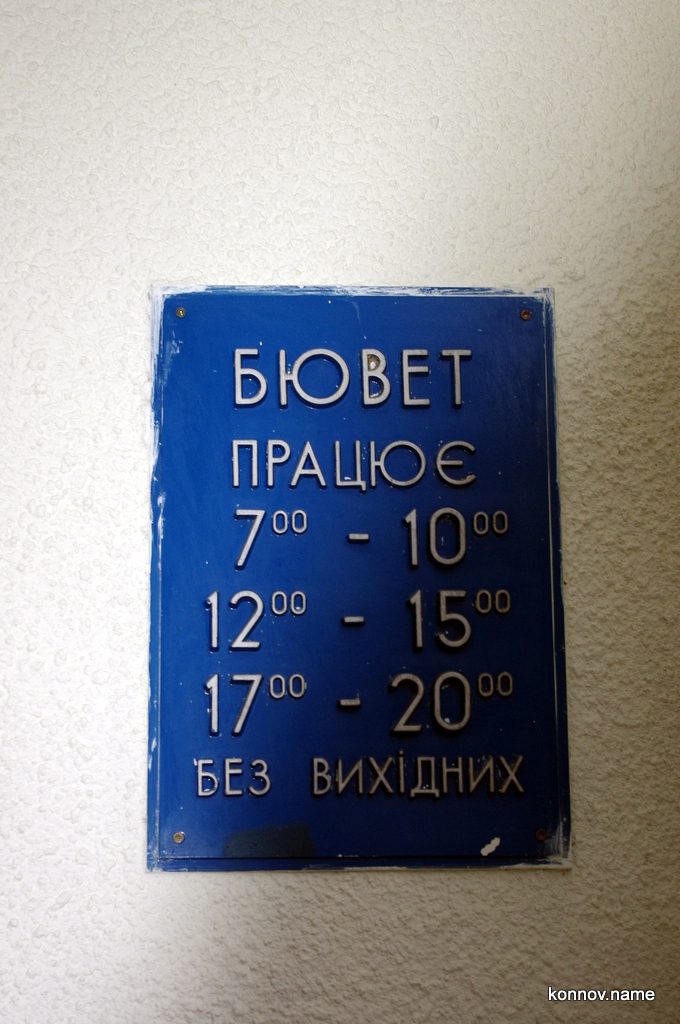 БЮВЕТ
ПРАЦЮЄ
7⁰⁰ - 10⁰⁰
12⁰⁰ - 15⁰⁰
17⁰⁰ - 20⁰⁰
БЕЗ ВИХІДНИХ
konnov.name